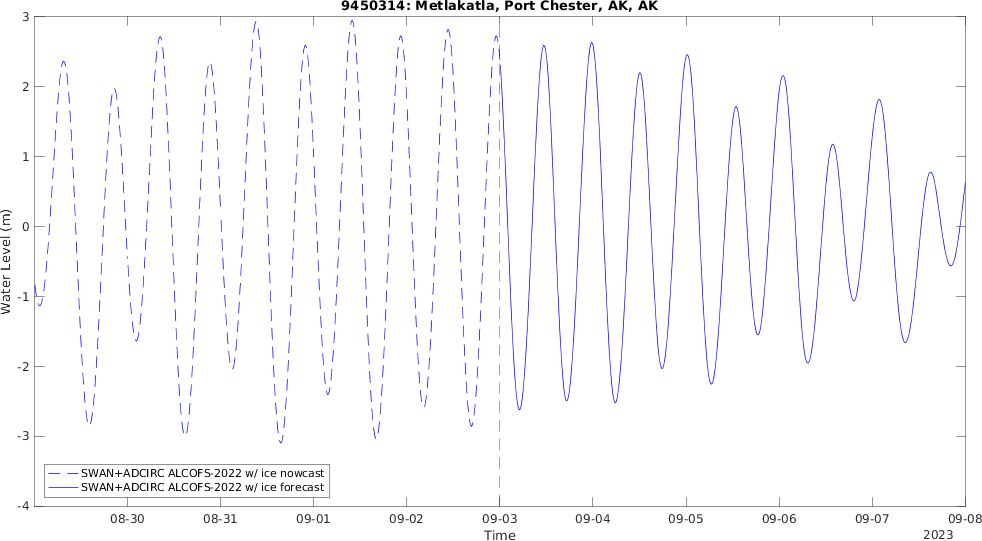 9450314: Metlakatla, Port Chester, AK, AK
3
2
1
0
-1
-2
-3
-4
Water Level (m)
SWAN+ADCIRC ALCOFS-2022 w/ ice nowcast
SWAN+ADCIRC ALCOFS-2022 w/ ice forecast
08-30 08-31 09-01 09-02 09-03 09-04 09-05 09-06 09-07 09-08
Time
2023